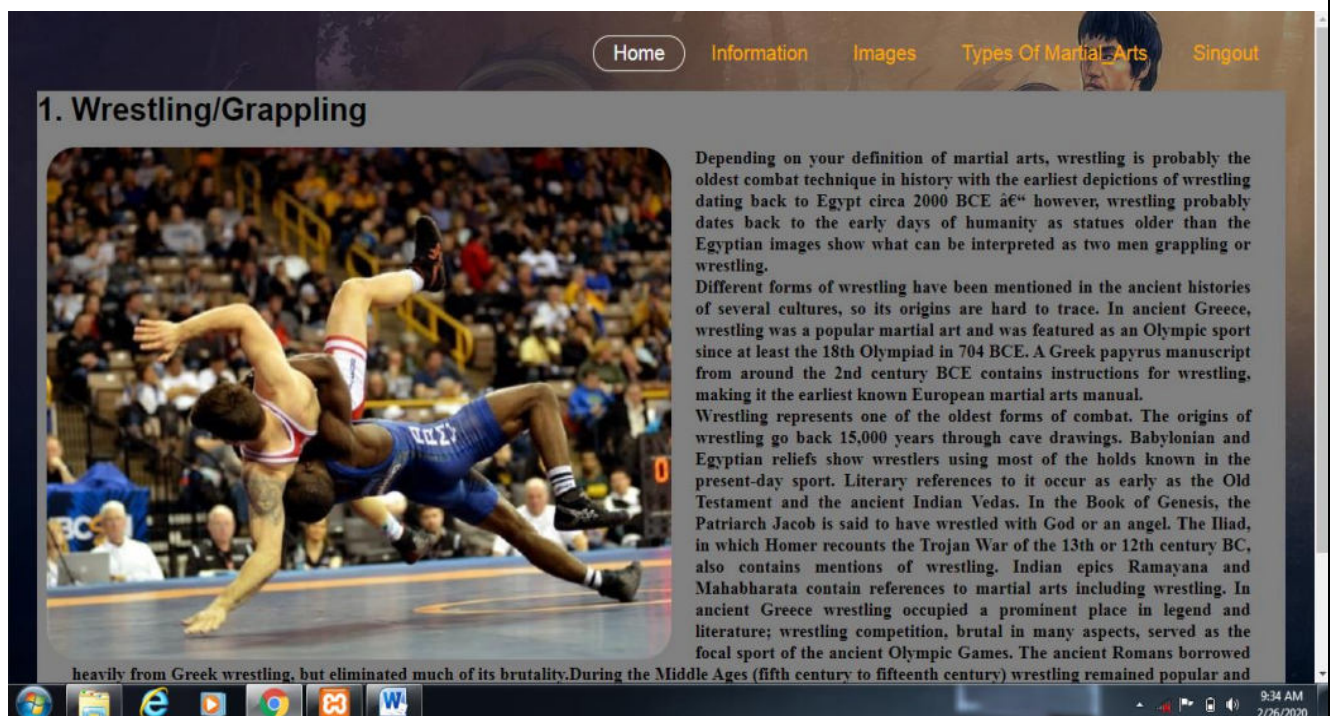 Home Information Images Types Of Martial_Arts Singout
1. Wrestling/Grappling
Depending on your definition of martial arts, wrestling is probably the
oldest combat technique in history with the earliest depictions of wrestling
dating back to Egypt circa 2000 BCE â€“ however, wrestling probably
dates back to the early days of humanity as statues older than the
Egyptian images show what can be interpreted as two men grappling or
wrestling.
Different forms of wrestling have been mentioned in the ancient histories
of several cultures, so its origins are hard to trace. In ancient Greece,
wrestling was a popular martial art and was featured as an Olympic sport
since at least the 18th Olympiad in 704 BCE. A Greek papyrus manuscript
from around the 2nd century BCE contains instructions for wrestling,
making it the earliest known European martial arts manual.
Wrestling represents one of the oldest forms of combat. The origins of
wrestling go back 15,000 years through cave drawings. Babylonian and
Egyptian reliefs show wrestlers using most of the holds known in the
present-day sport. Literary references to it occur as early as the Old
Testament and the ancient Indian Vedas. In the Book of Genesis, the
Patriarch Jacob is said to have wrestled with God or an angel. The Iliad,
in which Homer recounts the Trojan War of the 13th or 12th century BC,
also contains mentions of wrestling. Indian epics Ramayana and
Mahabharata contain references to martial arts including wrestling. In
ancient Greece wrestling occupied a prominent place in legend and
literature; wrestling competition, brutal in many aspects, served as the
focal sport of the ancient Olympic Games. The ancient Romans borrowed
heavily from Greek wrestling, but eliminated much of its brutality.During the Middle Ages (fifth century to fifteenth century) wrestling remained popular and
9:34 AM
2/26/2020